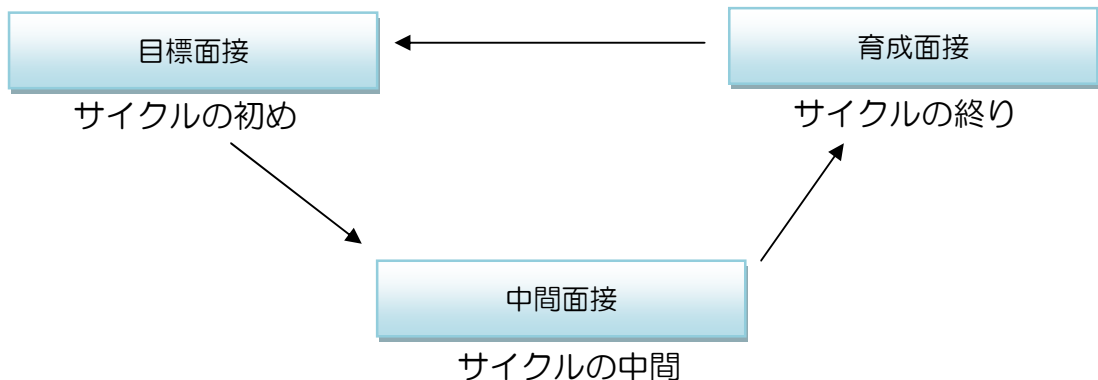 目標面接
サイクルの初め
育成面接
サイクルの終り
中間面接
サイクルの中間